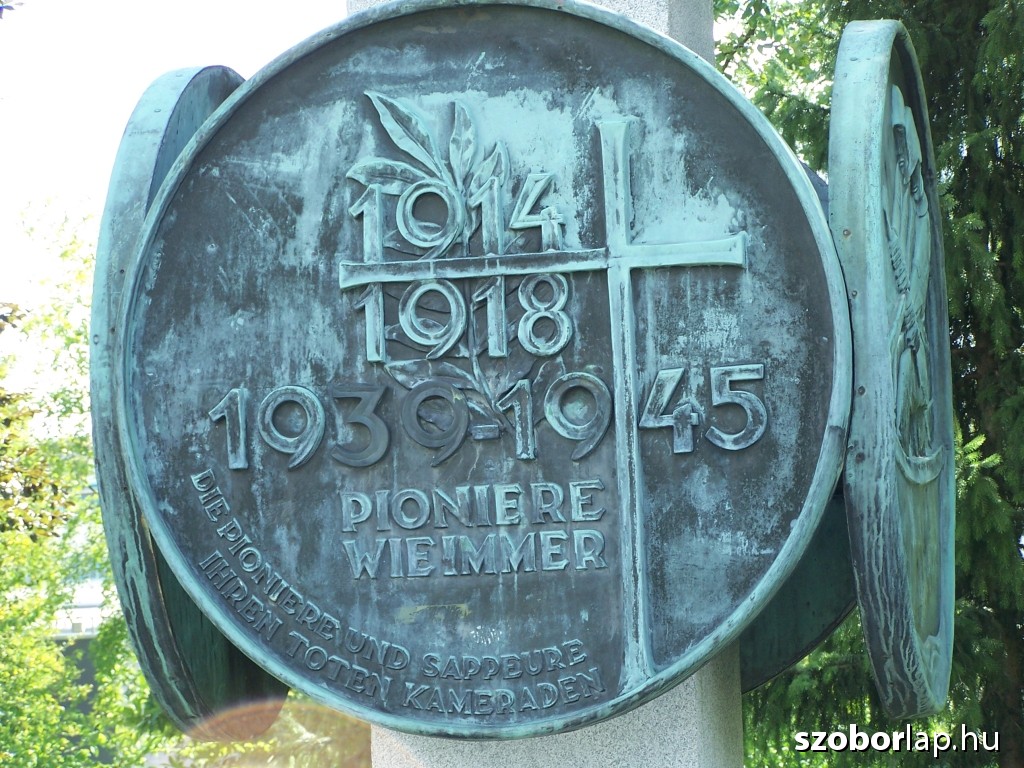 1914
1918
1939-1945
PIONIERE
WIE IMMER
DIE PIONIERE UND SAPPEURE
IHREN TOTEN KAMERADEN
szoborlap.hu